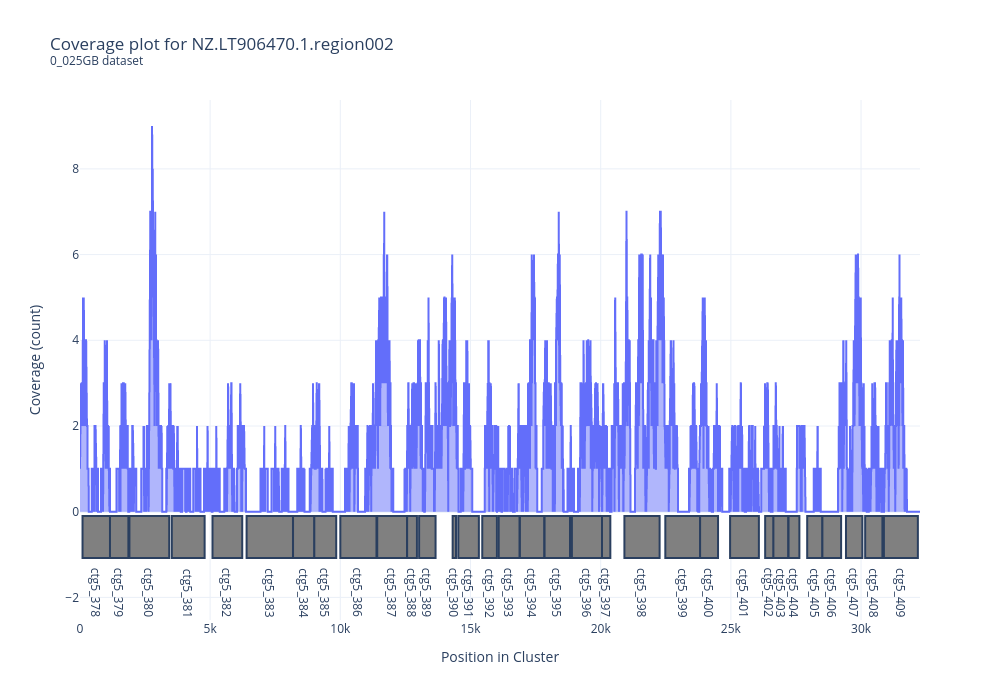 Coverage plot for NZ.LT906470.1.region002
0_025GB dataset
Coverage (count)
8
6
4
2
0
−2
ctg5_378
ctg5_379
ctg5_380
ctg5_381
ctg5_382
ctg5_383
ctg5_384
ctg5_385
ctg5_386
ctg5_387
ctg5_388
ctg5_389
ctg5_390
ctg5_391
ctg5_392
ctg5_393
ctg5_394
ctg5_395
ctg5_396
ctg5_397
ctg5_398
ctg5_399
ctg5_400
ctg5_401
ctg5_402
ctg5_403
ctg5_404
ctg5_405
ctg5_406
ctg5_407
ctg5_408
ctg5_409
0 5k 10k 15k 20k 25k 30k
Position in Cluster